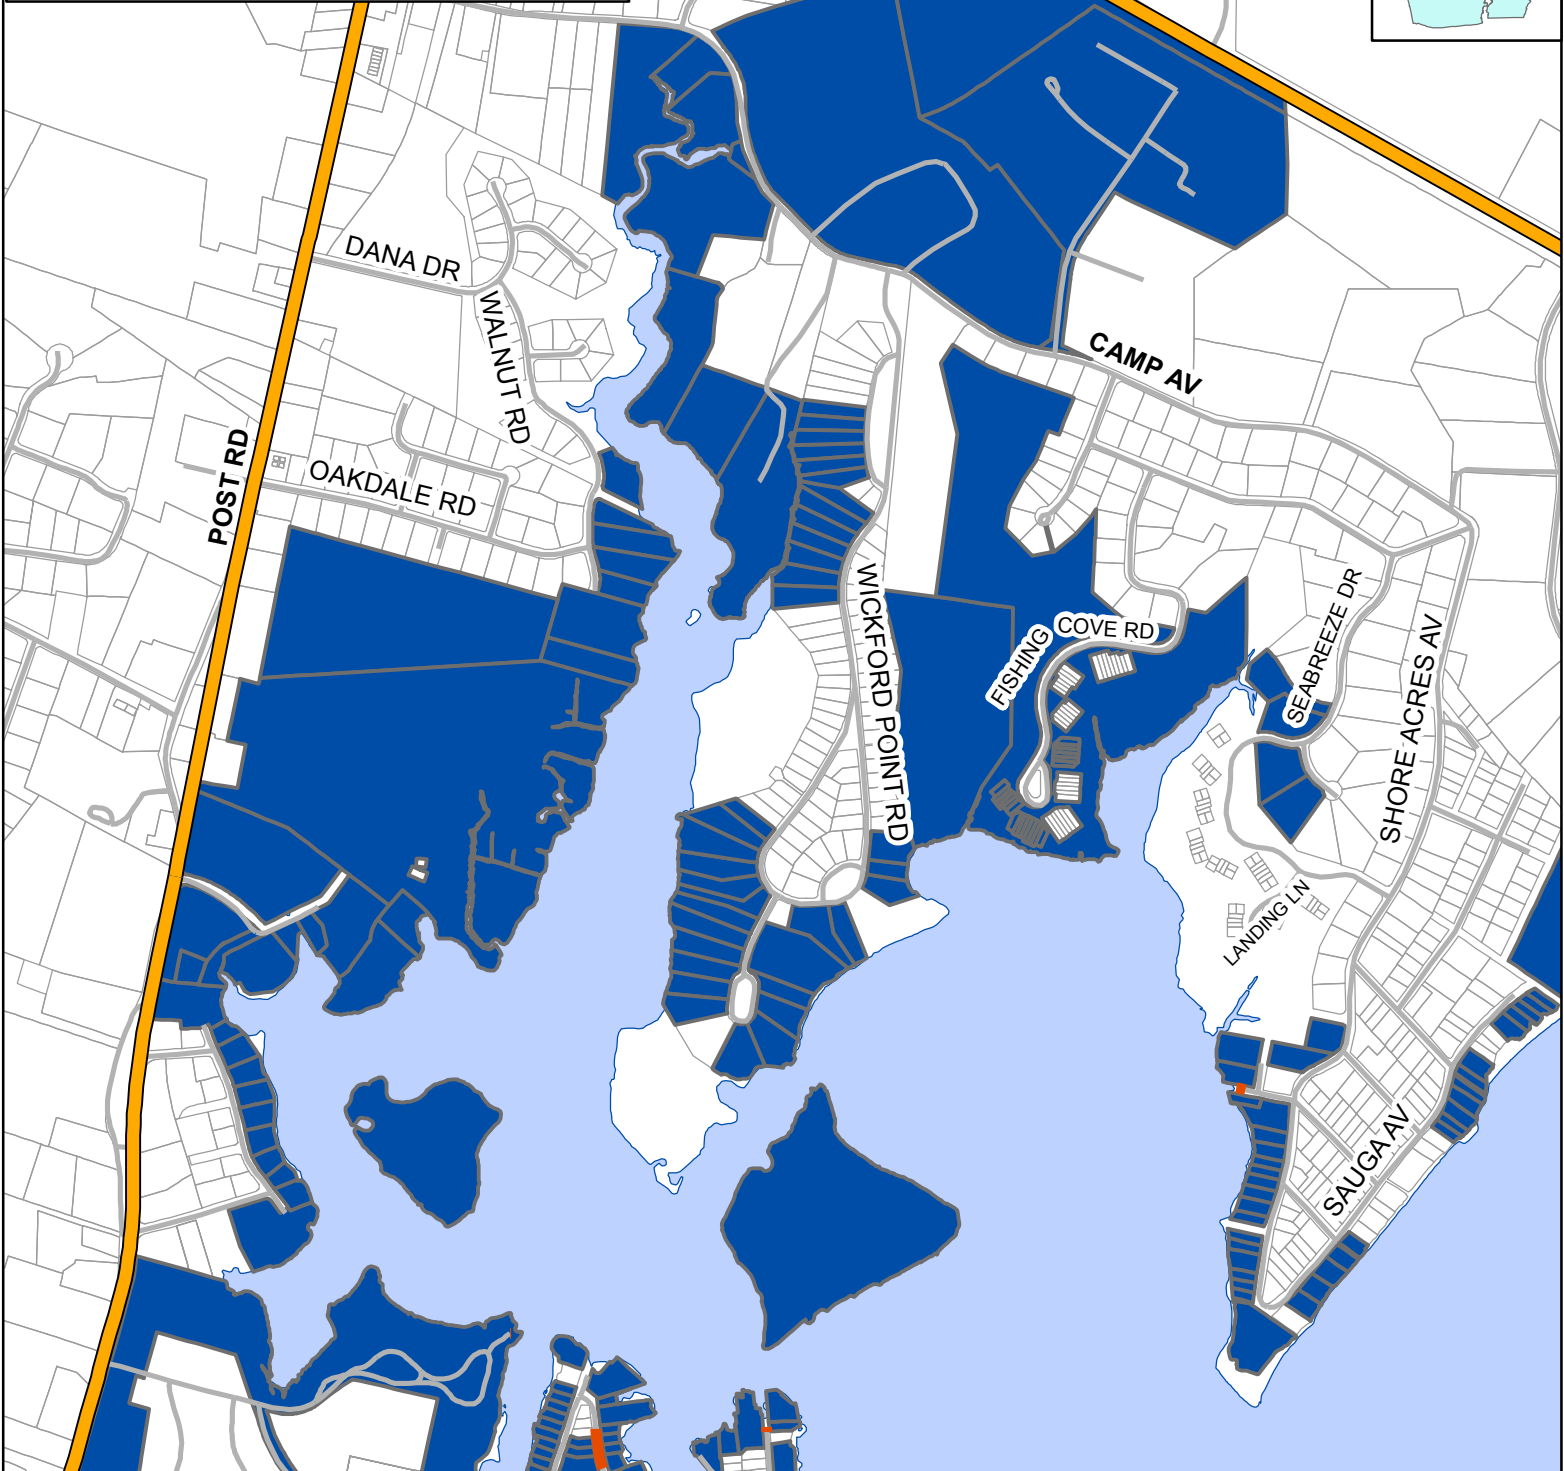 DANA DR
WALNUT RD
CAMP AV
POST RD
OAKDALE RD
WICKFORD POINT RD
FISHING
COVE RD
SEABREEZE DR
SHORE ACRES AV
LANDING LN
SAUGA AV